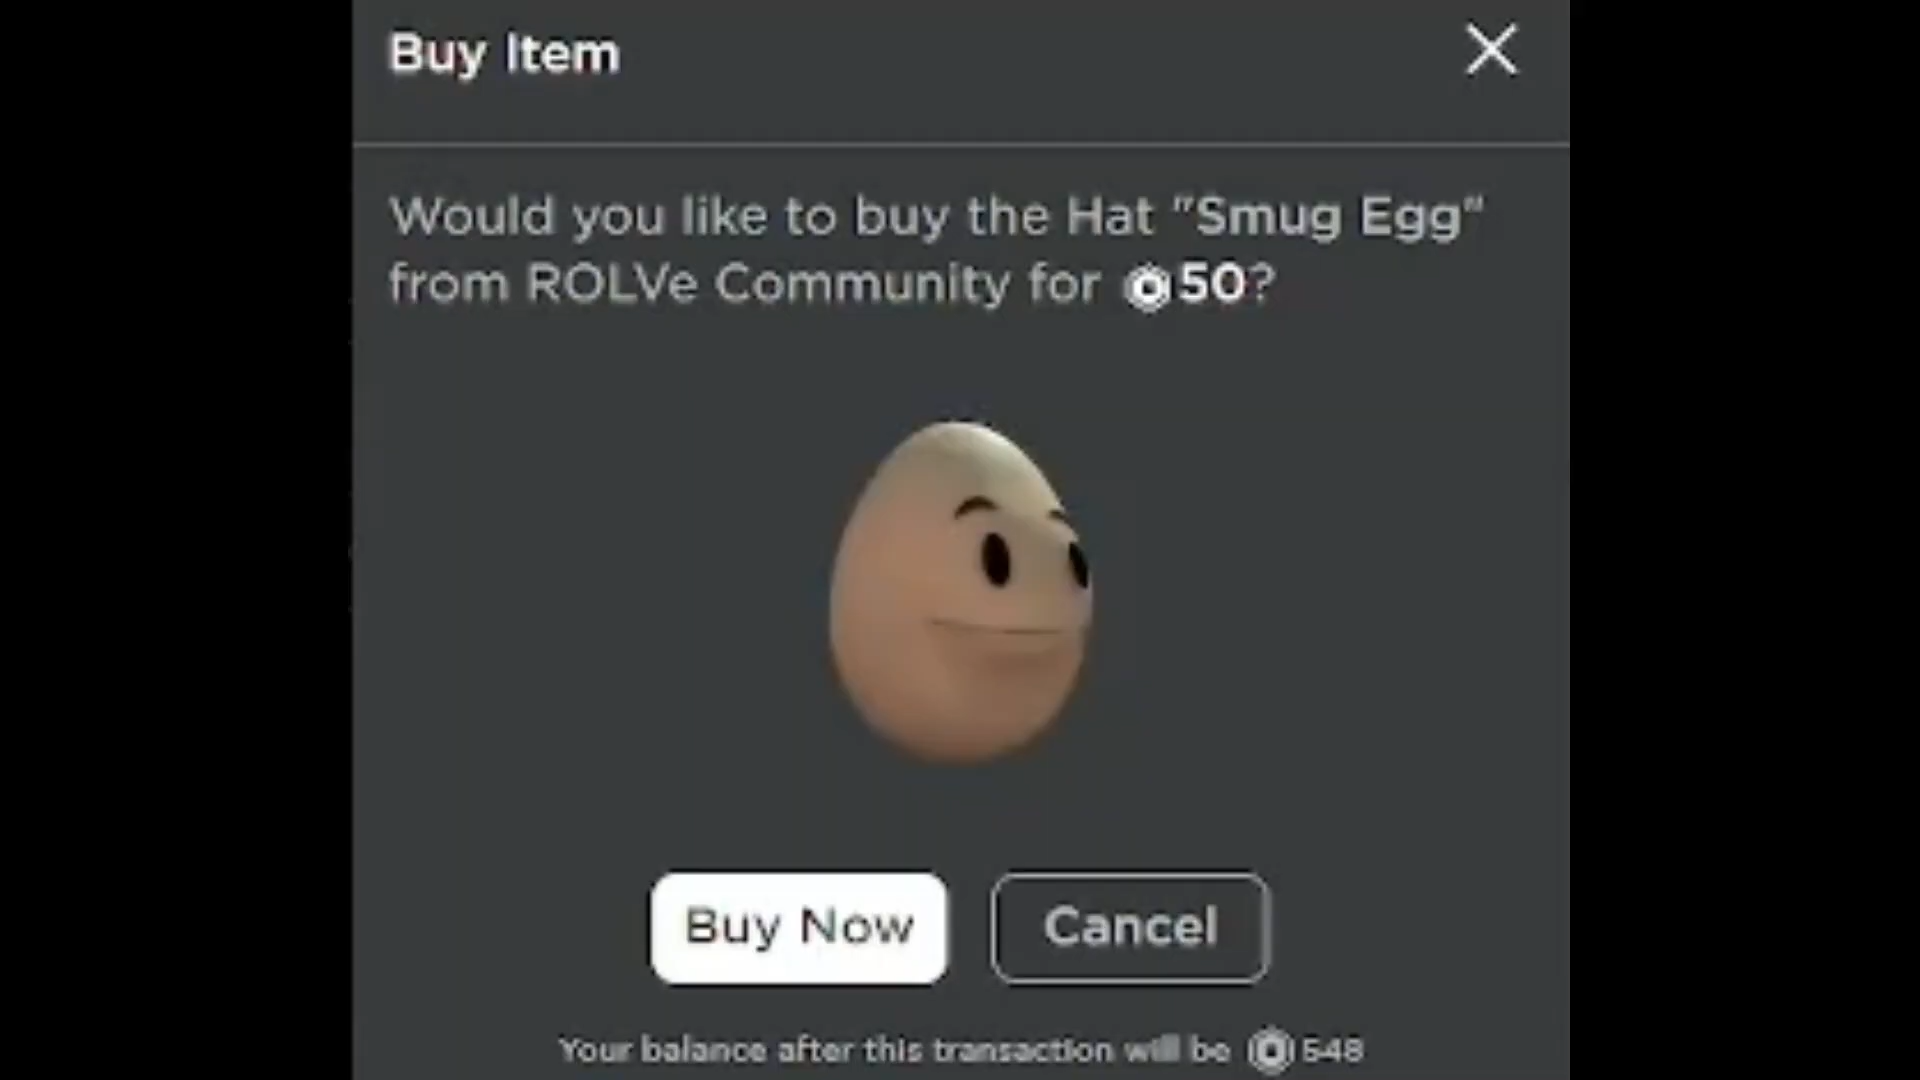 Buy Item
Would you like to buy the Hat "Smug Egg"
from ROLVe Community for 50?
Buy Now
Cancel
Your balance after this transaction will be 548